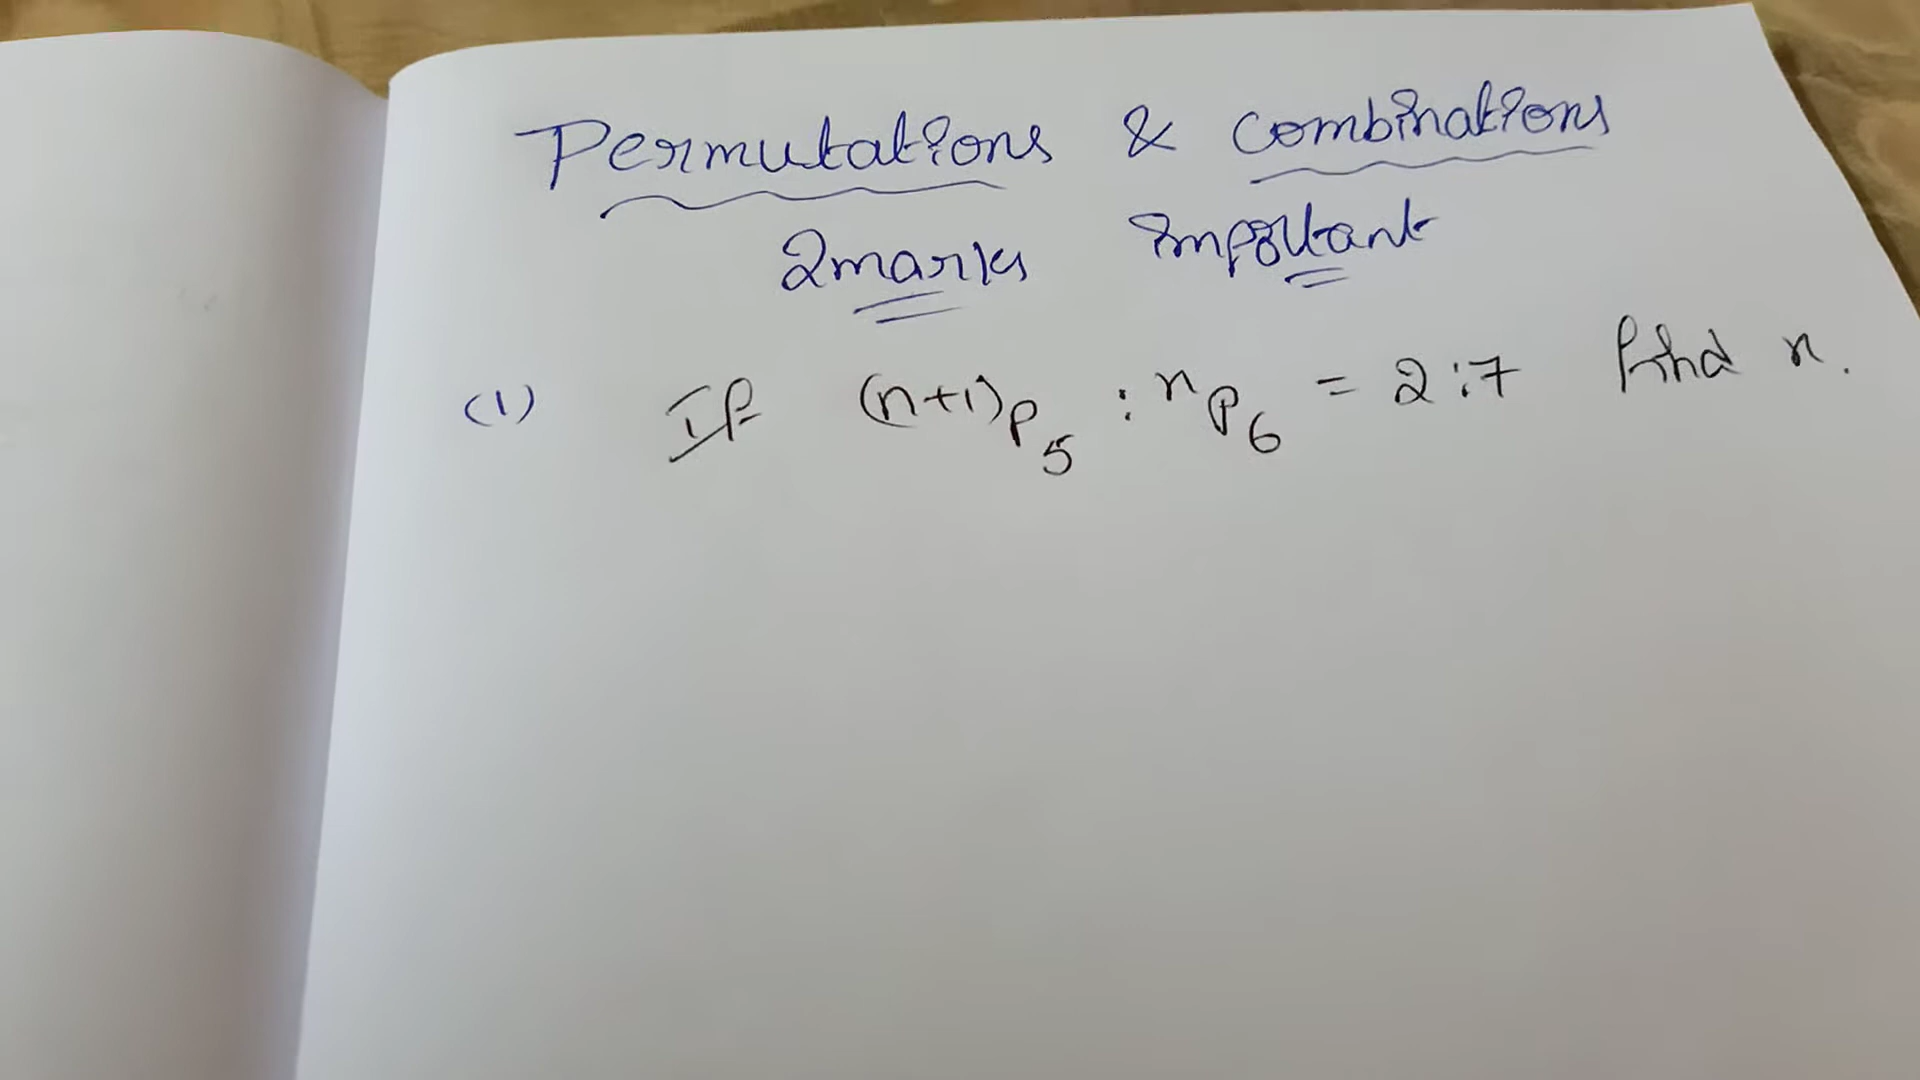 Permutations & Combinations
2marks Important
(1) If (n+1)P₅ : ⁿP₆ = 2:7 find n.